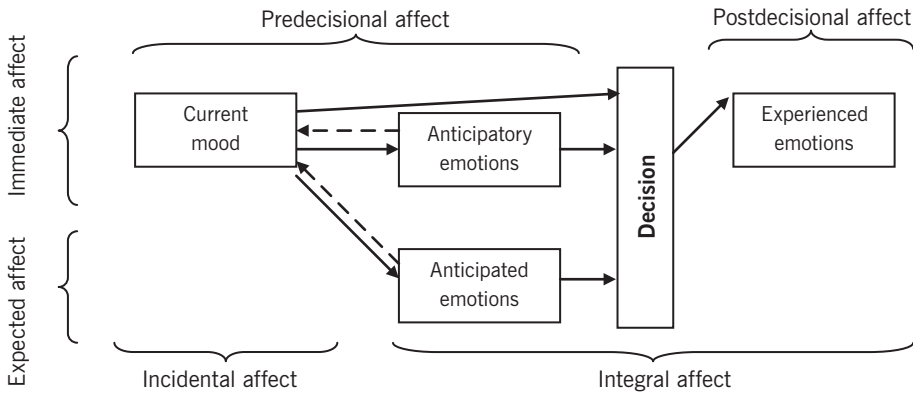 Predecisional affect
Postdecisional affect
Immediate affect
Current
mood
Anticipatory
emotions
Decision
Experienced
emotions
Expected affect
Anticipated
emotions
Incidental affect
Integral affect